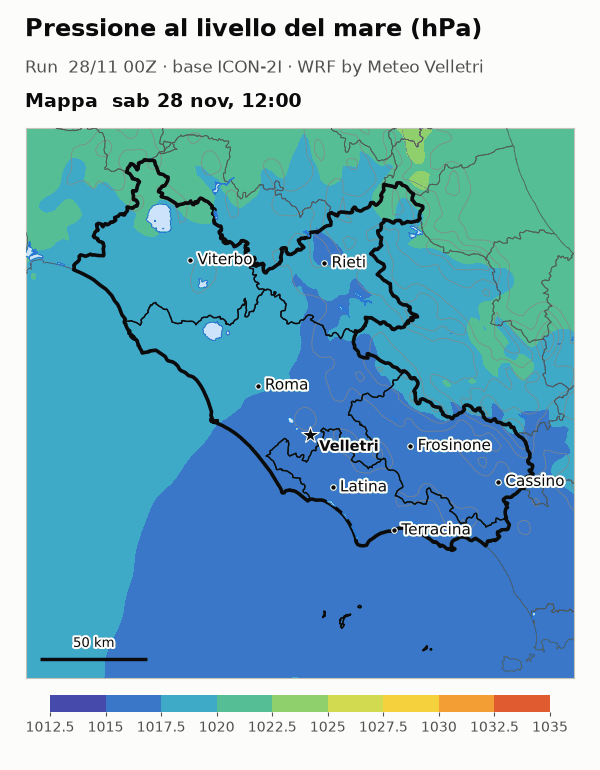 Pressione al livello del mare (hPa)
Run  28/11 00Z · base ICON-2I · WRF by Meteo Velletri
Mappa  sab 28 nov, 12:00
Viterbo
Rieti
Roma
Velletri
Frosinone
Latina
Cassino
Terracina
50 km
1012.5 1015 1017.5 1020 1022.5 1025 1027.5 1030 1032.5 1035